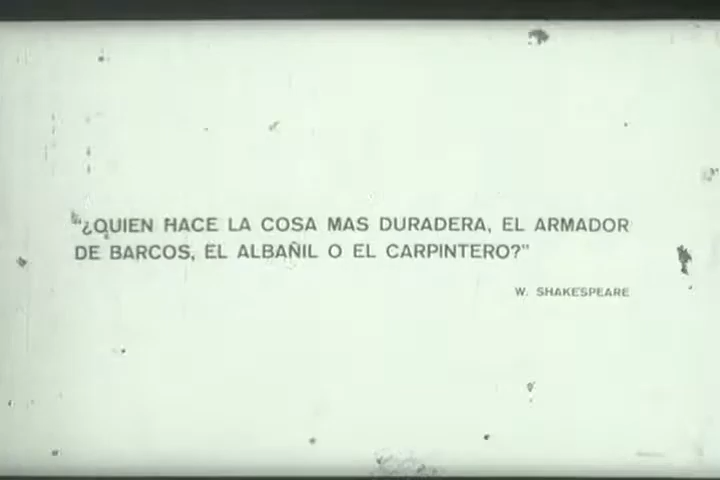 "¿QUIEN HACE LA COSA MAS DURADERA, EL ARMADOR
DE BARCOS, EL ALBAÑIL O EL CARPINTERO?"
W. SHAKESPEARE